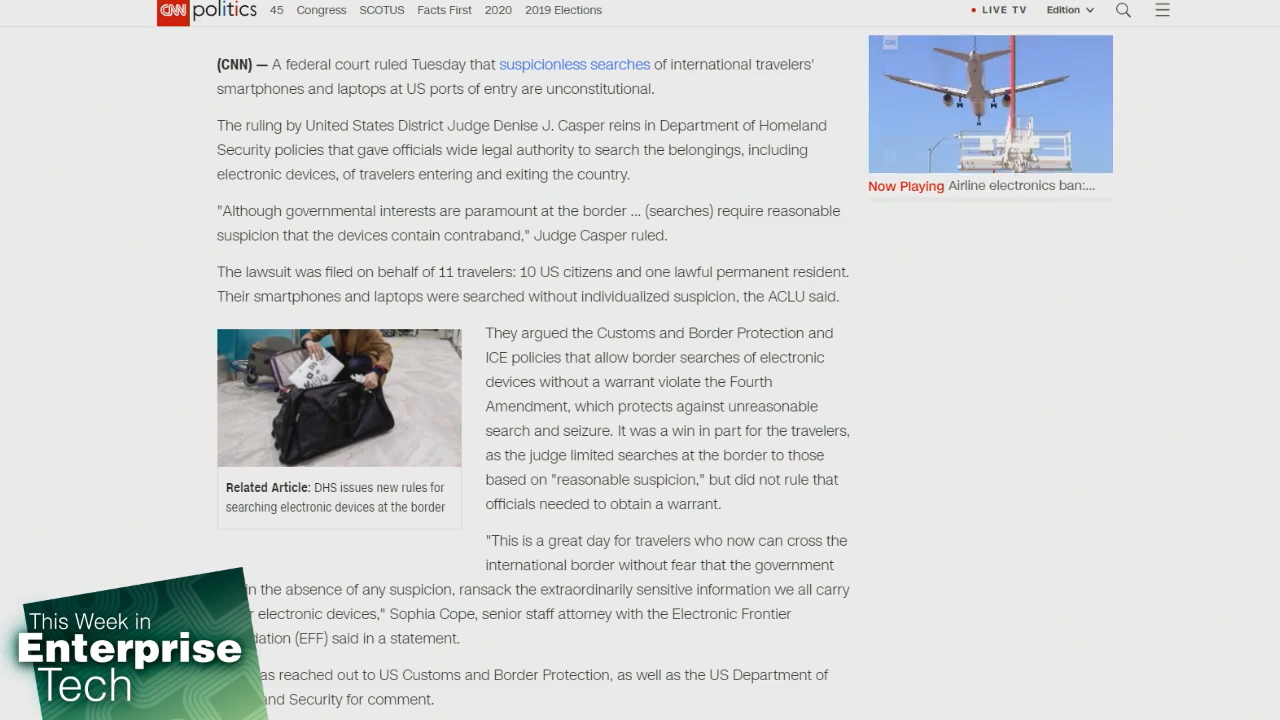 CNN politics 45 Congress SCOTUS Facts First 2020 2019 Elections LIVE TV Edition
(CNN) — A federal court ruled Tuesday that suspicionless searches of international travelers'
smartphones and laptops at US ports of entry are unconstitutional.
The ruling by United States District Judge Denise J. Casper reins in Department of Homeland
Security policies that gave officials wide legal authority to search the belongings, including
electronic devices, of travelers entering and exiting the country.
"Although governmental interests are paramount at the border ... (searches) require reasonable
suspicion that the devices contain contraband," Judge Casper ruled.
The lawsuit was filed on behalf of 11 travelers: 10 US citizens and one lawful permanent resident.
Their smartphones and laptops were searched without individualized suspicion, the ACLU said.
They argued the Customs and Border Protection and
ICE policies that allow border searches of electronic
devices without a warrant violate the Fourth
Amendment, which protects against unreasonable
search and seizure. It was a win in part for the travelers,
as the judge limited searches at the border to those
based on "reasonable suspicion," but did not rule that
officials needed to obtain a warrant.
Related Article: DHS issues new rules for
searching electronic devices at the border
"This is a great day for travelers who now can cross the
international border without fear that the government
in the absence of any suspicion, ransack the extraordinarily sensitive information we all carry
electronic devices," Sophia Cope, senior staff attorney with the Electronic Frontier
dation (EFF) said in a statement.
as reached out to US Customs and Border Protection, as well as the US Department of
and Security for comment.
Now Playing Airline electronics ban:...
This Week in
Enterprise
Tech